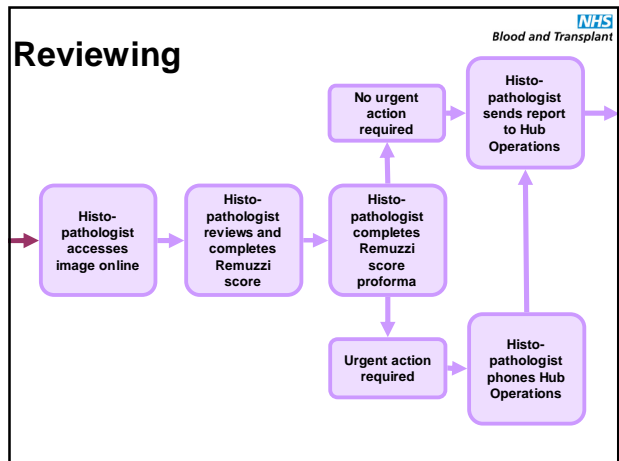 NHS
Blood and Transplant
Reviewing
Histo-
pathologist
accesses
image online
Histo-
pathologist
reviews and
completes
Remuzzi
score
Histo-
pathologist
completes
Remuzzi
score
proforma
No urgent
action
required
Histo-
pathologist
sends report
to Hub
Operations
Urgent action
required
Histo-
pathologist
phones Hub
Operations